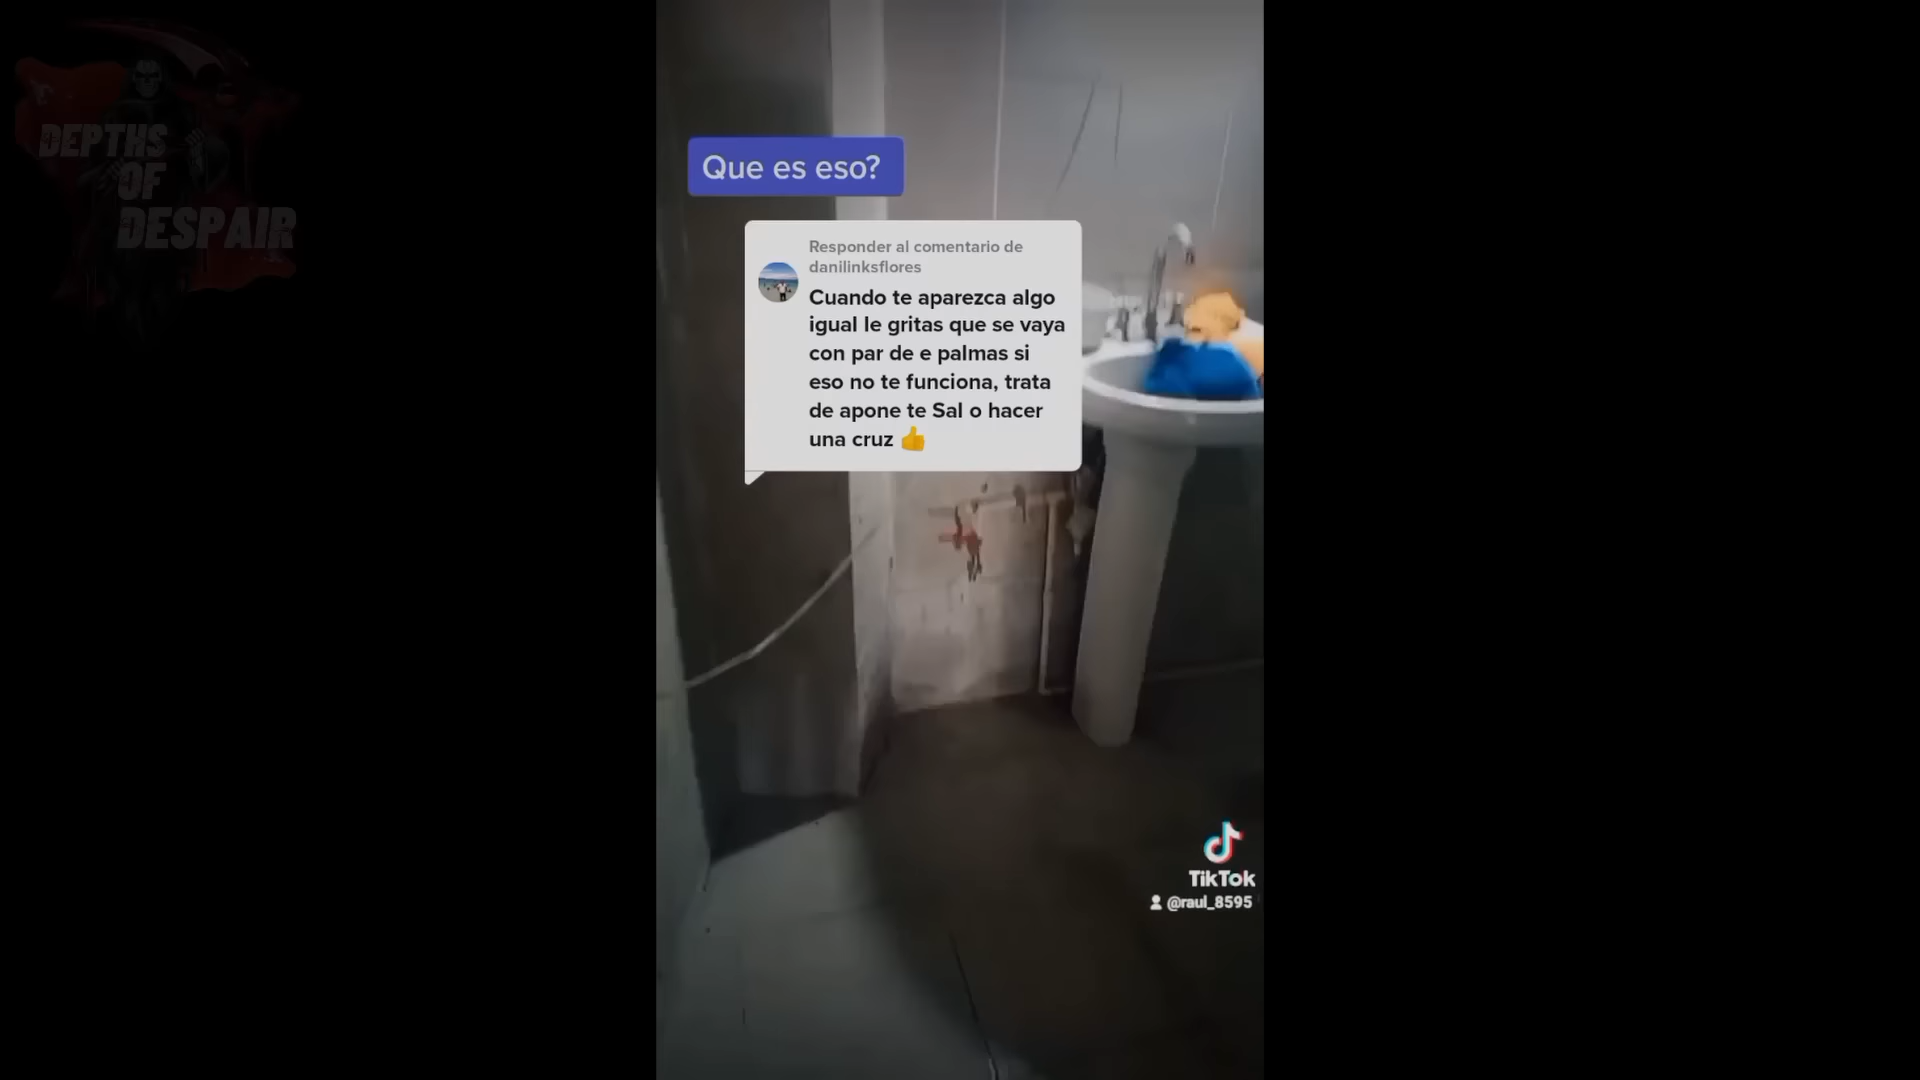 DEPTHS
OF
DESPAIR
Que es eso?
Responder al comentario de
danilinksflores
Cuando te aparezca algo
igual le gritas que se vaya
con par de e palmas si
eso no te funciona, trata
de apone te Sal o hacer
una cruz 👍
TikTok
@raul_8595